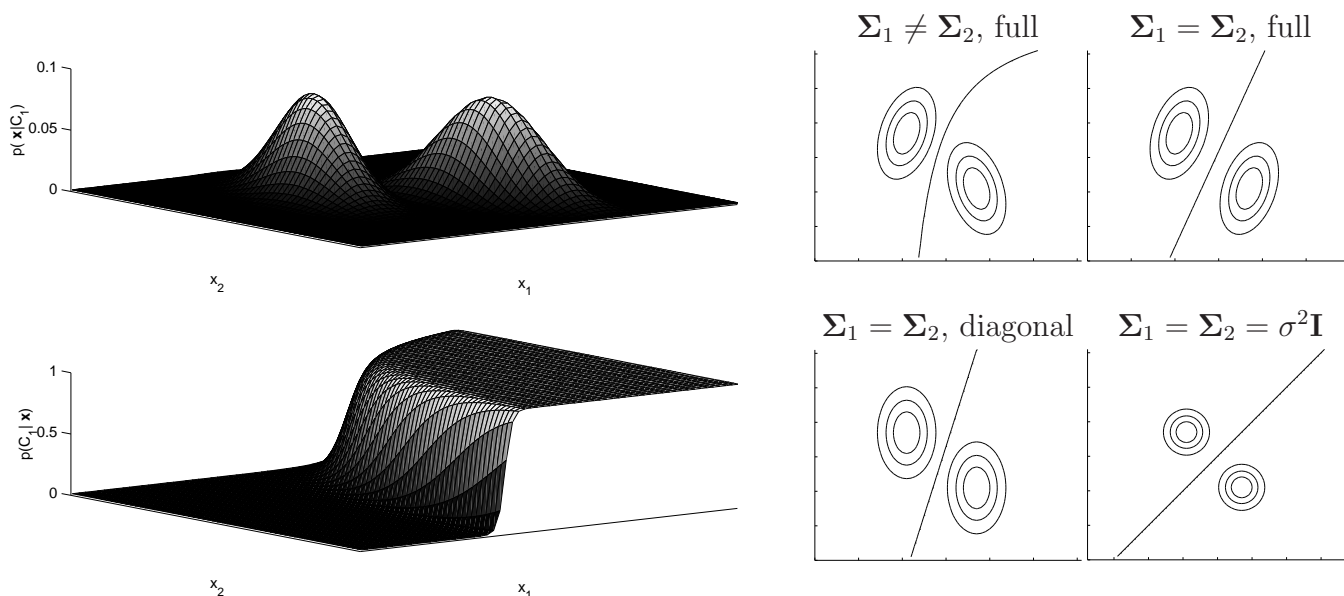 0.1
0.05
0
p( x|C1)
x2
x1
1
0.5
0
p(C1| x)
x2
x1
Σ1 ≠ Σ2, full
Σ1 = Σ2, full
Σ1 = Σ2, diagonal
Σ1 = Σ2 = σ²I